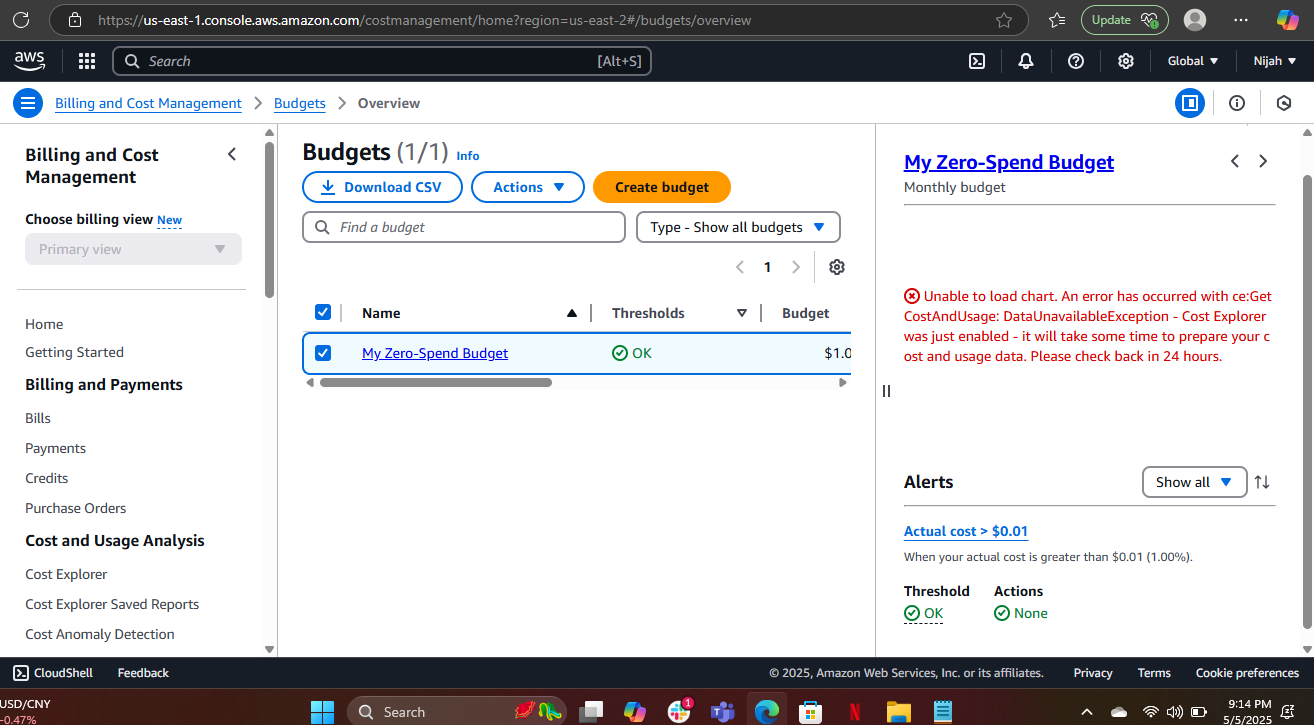 https://us-east-1.console.aws.amazon.com/costmanagement/home?region=us-east-2#/budgets/overview
Update
aws
Search
[Alt+S]
Global
Nijah
Billing and Cost Management
Budgets
Overview
Billing and Cost
Management
Choose billing view New
Primary view
Home
Getting Started
Billing and Payments
Bills
Payments
Credits
Purchase Orders
Cost and Usage Analysis
Cost Explorer
Cost Explorer Saved Reports
Cost Anomaly Detection
Budgets (1/1) Info
Download CSV
Actions
Create budget
Find a budget
Type - Show all budgets
1
Name
Thresholds
Budget
My Zero-Spend Budget
OK
$1.0
My Zero-Spend Budget
Monthly budget
Unable to load chart. An error has occurred with ce:Get
CostAndUsage: DataUnavailableException - Cost Explorer
was just enabled - it will take some time to prepare your c
ost and usage data. Please check back in 24 hours.
Alerts
Show all
Actual cost > $0.01
When your actual cost is greater than $0.01 (1.00%).
Threshold
Actions
OK
None
CloudShell
Feedback
© 2025, Amazon Web Services, Inc. or its affiliates.
Privacy
Terms
Cookie preferences
USD/CNY
-0.47%
Search
1
9:14 PM
5/5/2025